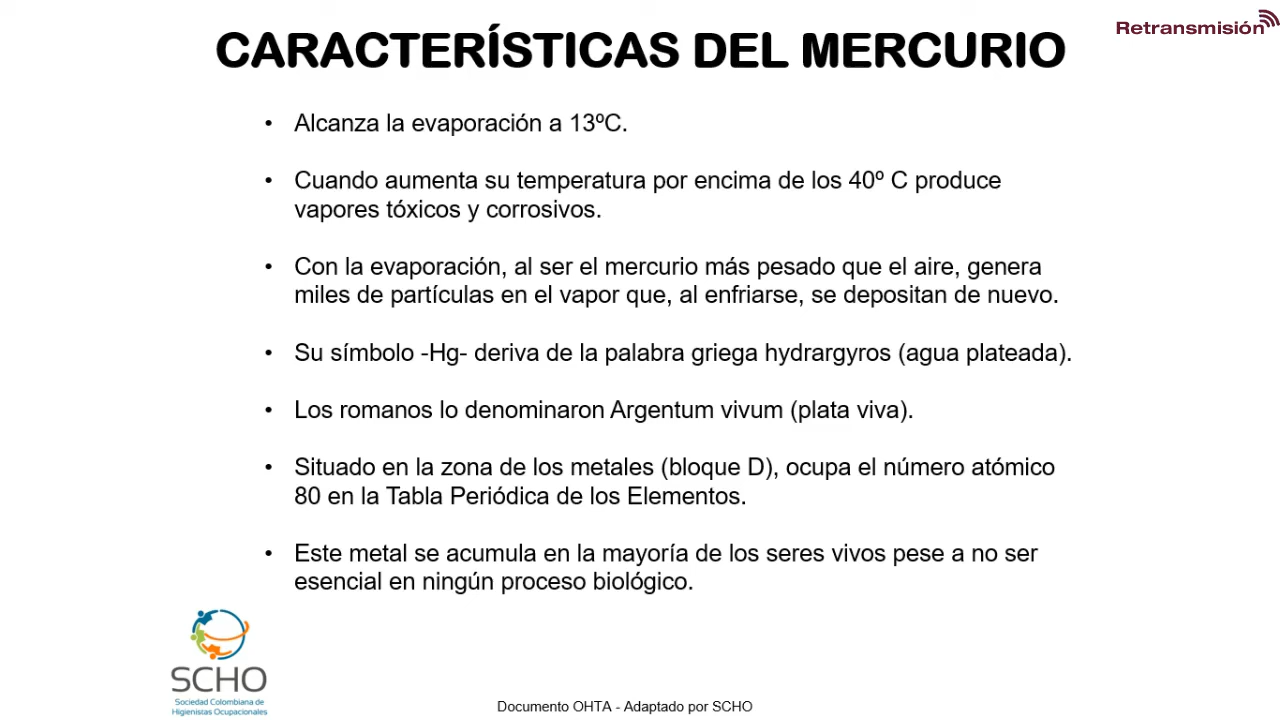 Retransmisión
CARACTERÍSTICAS DEL MERCURIO
• Alcanza la evaporación a 13ºC.
• Cuando aumenta su temperatura por encima de los 40º C produce
vapores tóxicos y corrosivos.
• Con la evaporación, al ser el mercurio más pesado que el aire, genera
miles de partículas en el vapor que, al enfriarse, se depositan de nuevo.
• Su símbolo -Hg- deriva de la palabra griega hydrargyros (agua plateada).
• Los romanos lo denominaron Argentum vivum (plata viva).
• Situado en la zona de los metales (bloque D), ocupa el número atómico
80 en la Tabla Periódica de los Elementos.
• Este metal se acumula en la mayoría de los seres vivos pese a no ser
esencial en ningún proceso biológico.
SCHO
Sociedad Colombiana de
Higienistas Ocupacionales
Documento OHTA - Adaptado por SCHO